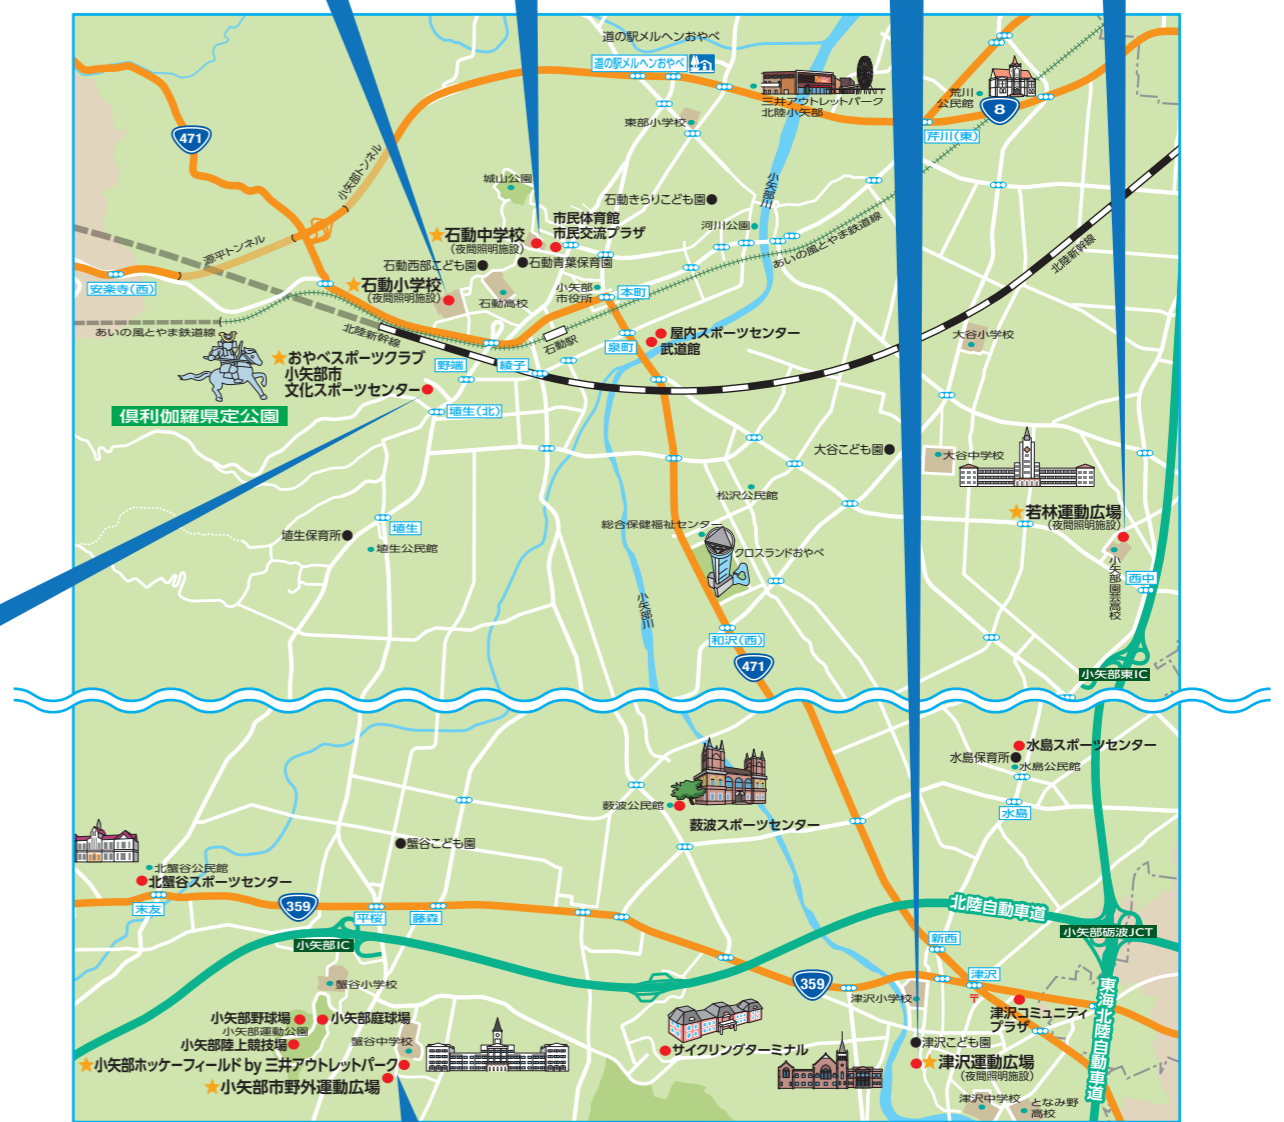 道の駅メルヘンおやべ
道の駅メルヘンおやべ
三井アウトレットパーク
北陸小矢部
荒川
公民館
8
芹川(東)
471
東部小学校
小矢部トンネル
城山公園
小矢部川
石動きらりこども園
市民体育館
市民交流プラザ
河川公園
★石動中学校
(夜間照明施設)
源平トンネル
あいの風とやま鉄道線
北陸新幹線
石動西部こども園
石動青葉保育園
安楽寺(西)
★石動小学校
(夜間照明施設)
石動高校
小矢部
市役所
本町
あいの風とやま鉄道線
北陸新幹線
石動駅
泉町
屋内スポーツセンター
武道館
大谷小学校
★おやべスポーツクラブ
小矢部市
文化スポーツセンター
野端
綾子
倶利伽羅県定公園
埴生(北)
大谷こども園
大谷中学校
松沢公民館
★若林運動広場
(夜間照明施設)
総合保健福祉センター
クロスランドおやべ
埴生
埴生保育所
埴生公民館
小矢部園芸高校
西中
小矢部川
和沢(西)
471
小矢部東IC
水島スポーツセンター
水島保育所
水島公民館
水島
薮波公民館
薮波スポーツセンター
蟹谷こども園
北蟹谷公民館
北蟹谷スポーツセンター
末友
359
平桜
藤森
北陸自動車道
小矢部IC
新西
小矢部砺波JCT
津沢
359
蟹谷小学校
津沢小学校
〒
津沢コミュニティ
プラザ
東海北陸自動車道
小矢部野球場
小矢部庭球場
小矢部運動公園
小矢部陸上競技場
蟹谷中学校
サイクリングターミナル
津沢こども園
★小矢部ホッケーフィールド by 三井アウトレットパーク
★津沢運動広場
(夜間照明施設)
★小矢部市野外運動広場
津沢中学校
となみ野
高校